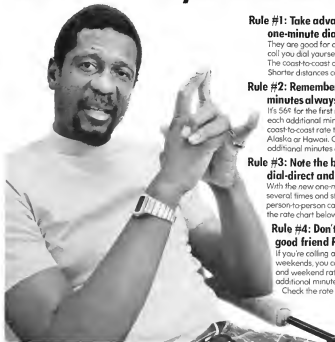 Rule #1: Take adva
one-minute dia
They are good for
call you dial yourse
The coast-to-coast
Shorter distances
Rule #2: Remembe
minutes always
It's 56¢ for the first
each additional min
coast-to-coast rate
Alaska or Hawaii.
additional minutes
Rule #3: Note the b
dial-direct and
With the new one-m
several times and st
person-to-person ca
the rate chart below
Rule #4: Don't
good friend
If you're calling
weekends, you c
and weekend rat
additional minute
Check the rate